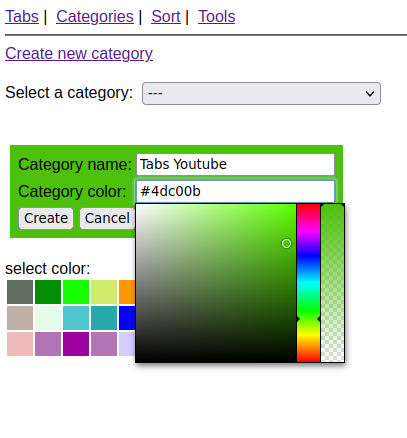 Tabs | Categories | Sort | Tools
Create new category
Select a category: ---
Category name: Tabs Youtube
Category color: #4dc00b
Create Cancel
select color: